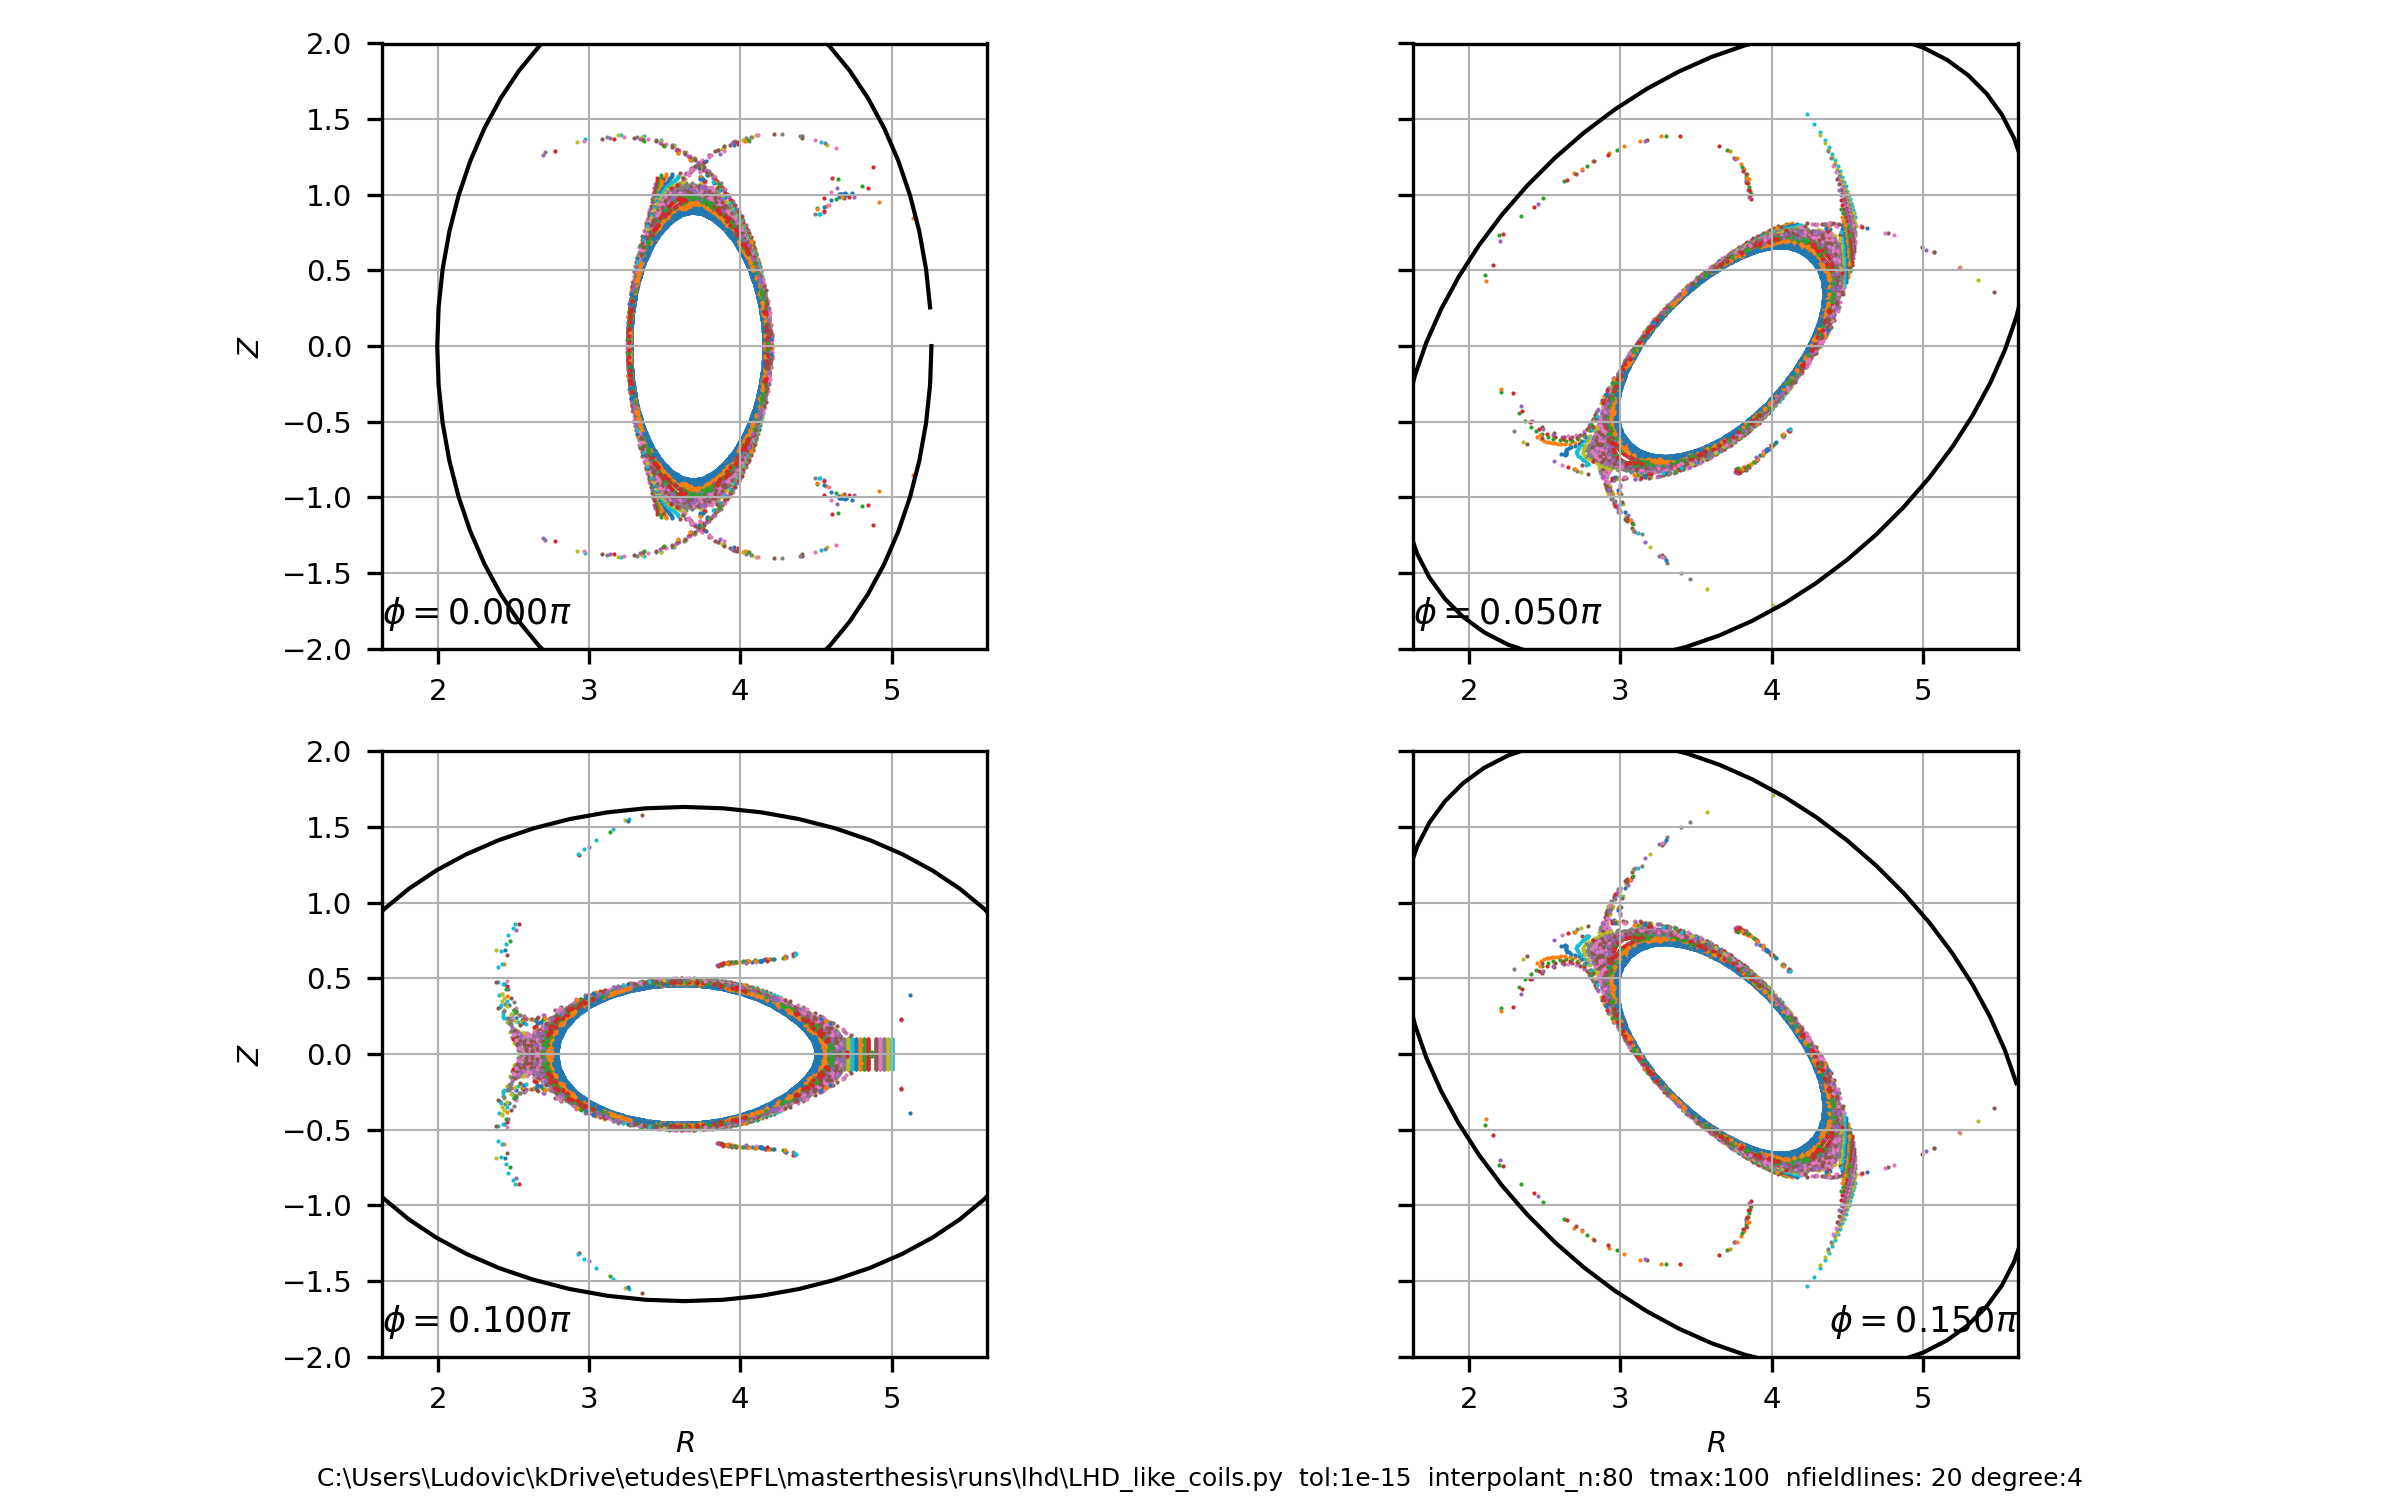 2.0
1.5
1.0
0.5
0.0
−0.5
−1.0
−1.5
−2.0
Z
ϕ = 0.000π
2 3 4 5
ϕ = 0.050π
2 3 4 5
2.0
1.5
1.0
0.5
0.0
−0.5
−1.0
−1.5
−2.0
Z
ϕ = 0.100π
2 3 4 5
R
ϕ = 0.150π
2 3 4 5
R
C:\Users\Ludovic\kDrive\etudes\EPFL\masterthesis\runs\lhd\LHD_like_coils.py tol:1e-15 interpolant_n:80 tmax:100 nfieldlines: 20 degree:4